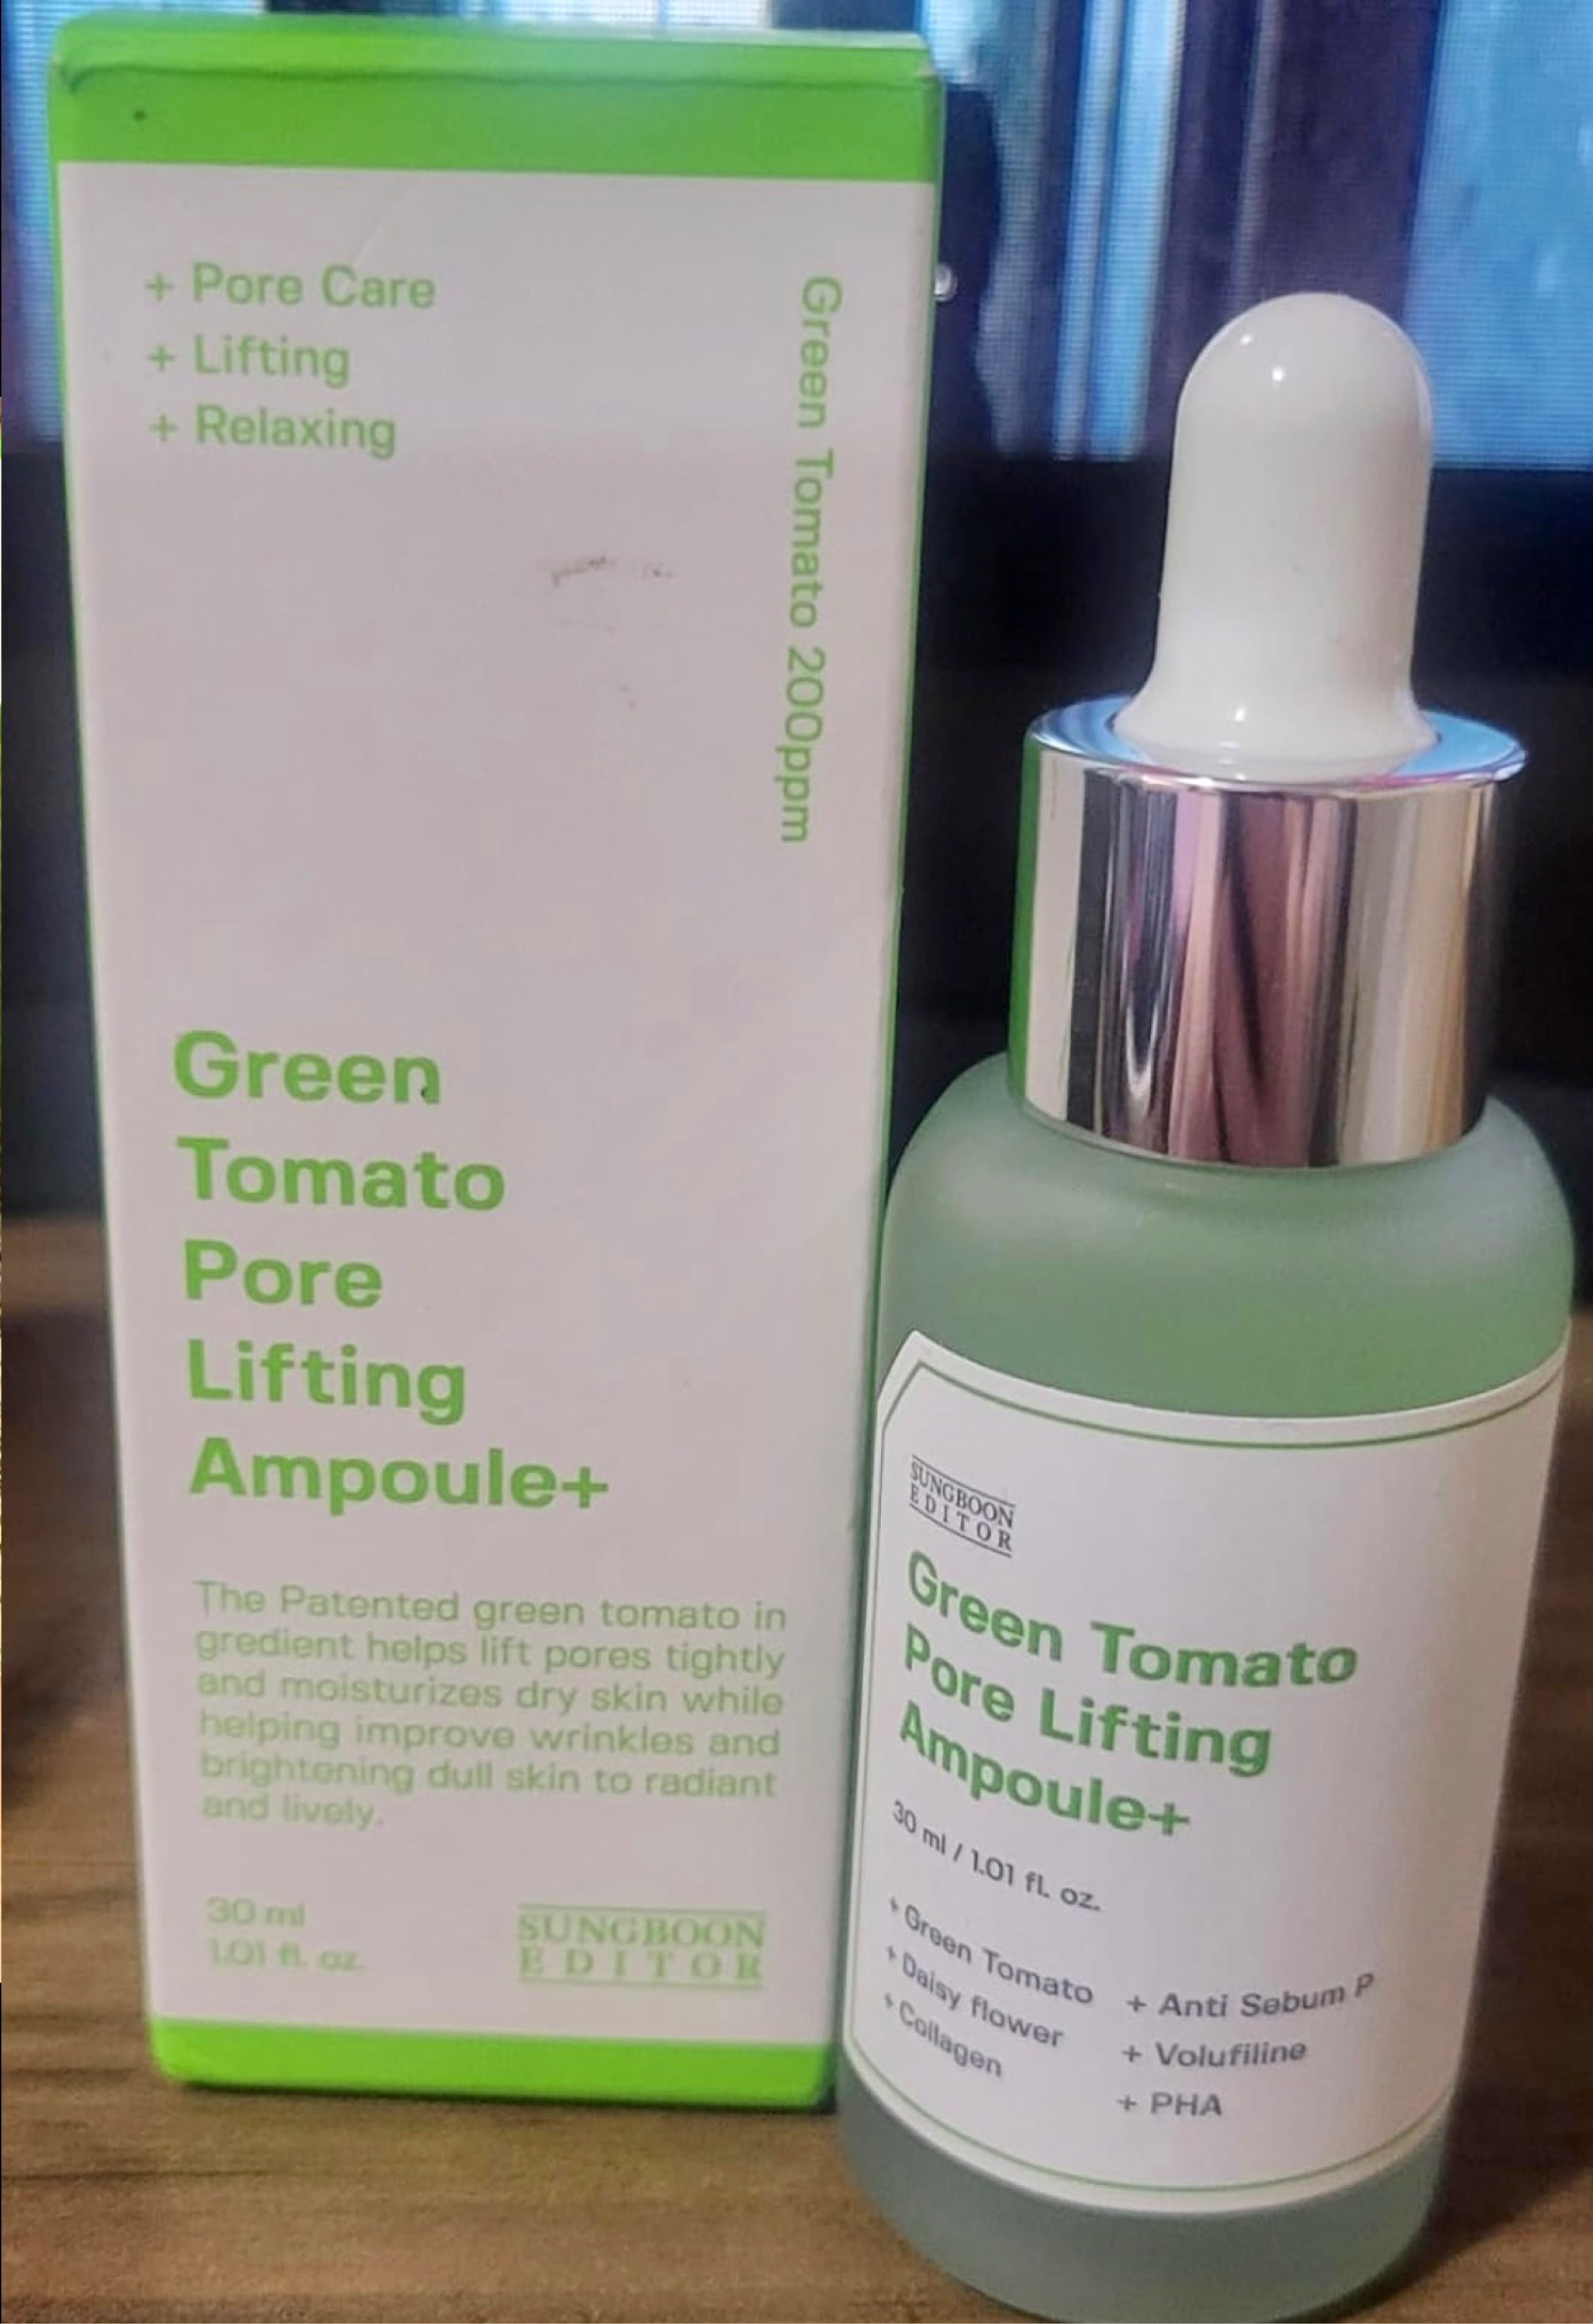 + Pore Care
+ Lifting
+ Relaxing
Green Tomato 200ppm
Green
Tomato
Pore
Lifting
Ampoule+
The Patented green tomato in
gredient helps lift pores tightly
and moisturizes dry skin while
helping improve wrinkles and
brightening dull skin to radiant
and lively.
30 ml
1.01 fl. oz.
SUNGBOON
EDITOR
SUNGBOON
EDITOR
Green Tomato
Pore Lifting
Ampoule+
30 ml / 1.01 fl. oz.
+ Green Tomato
+ Daisy flower
+ Collagen
+ Anti Sebum P
+ Volufiline
+ PHA